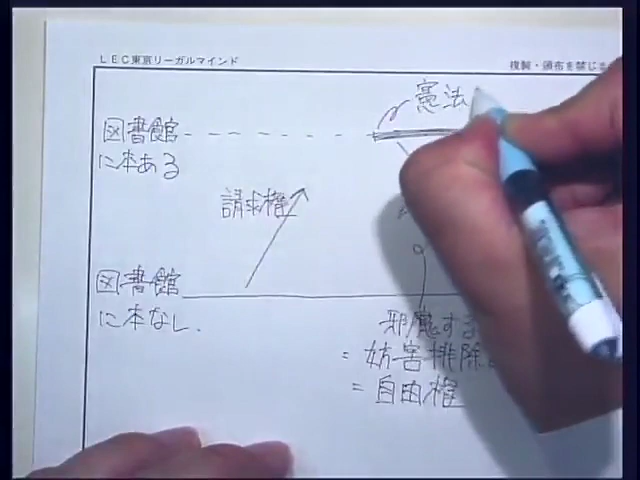 LEC東京リーガルマインド
複製・頒布を禁じま
憲法
図書館
に本ある
請求権
図書館
に本なし.
邪魔する
=妨害排除
=自由権